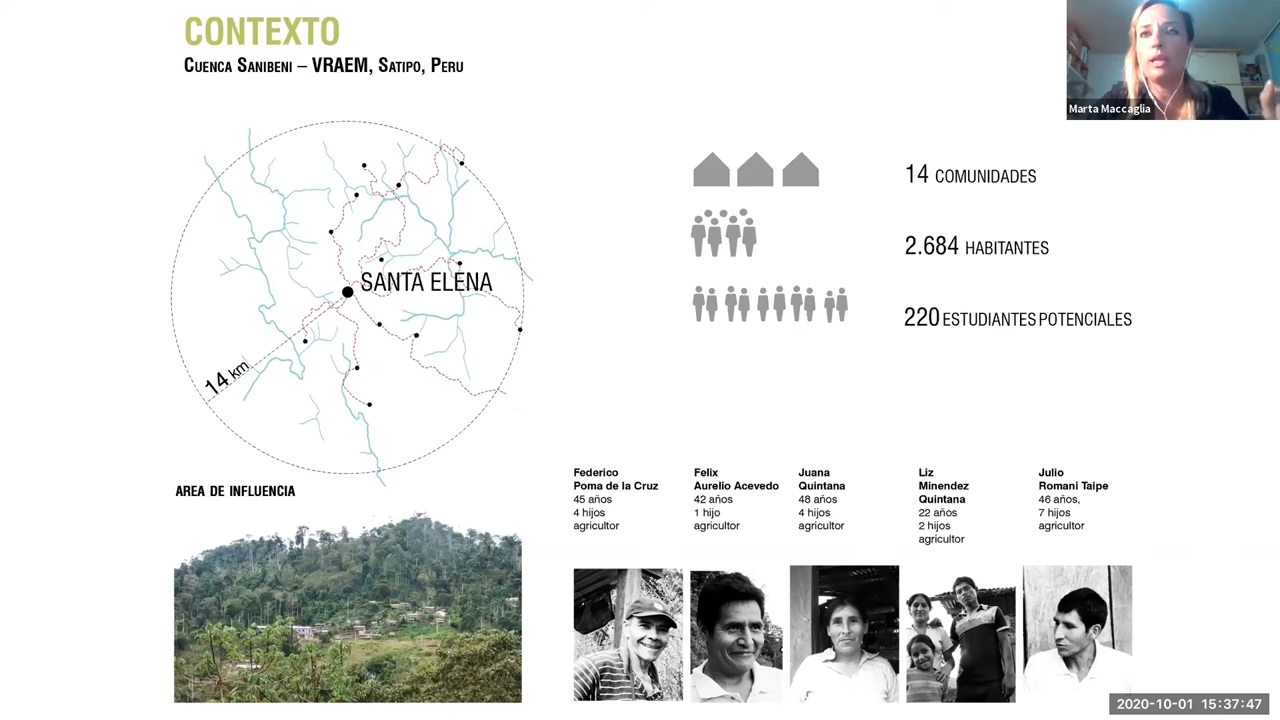 CONTEXTO
CUENCA SANIBENI – VRAEM, SATIPO, PERU
Marta Maccaglia
14 COMUNIDADES
2.684 HABITANTES
220 ESTUDIANTES POTENCIALES
SANTA ELENA
14 km
AREA DE INFLUENCIA
Federico
Poma de la Cruz
45 años
4 hijos
agricultor
Felix
Aurelio Acevedo
42 años
1 hijo
agricultor
Juana
Quintana
48 años
4 hijos
agricultor
Liz
Minendez
Quintana
22 años
2 hijos
agricultor
Julio
Romani Taipe
46 años,
7 hijos
agricultor
2020-10-01 15:37:47